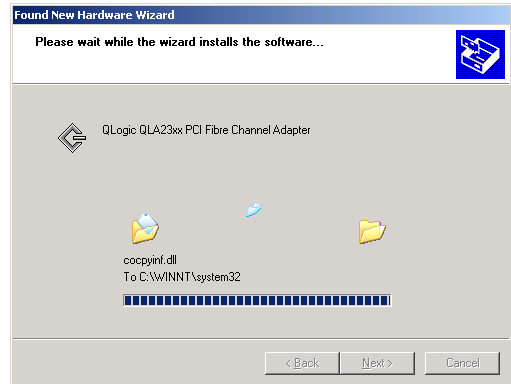 Found New Hardware Wizard
Please wait while the wizard installs the software...
QLogic QLA23xx PCI Fibre Channel Adapter
cocpyinf.dll
To C:\WINNT\system32
< Back
Next >
Cancel